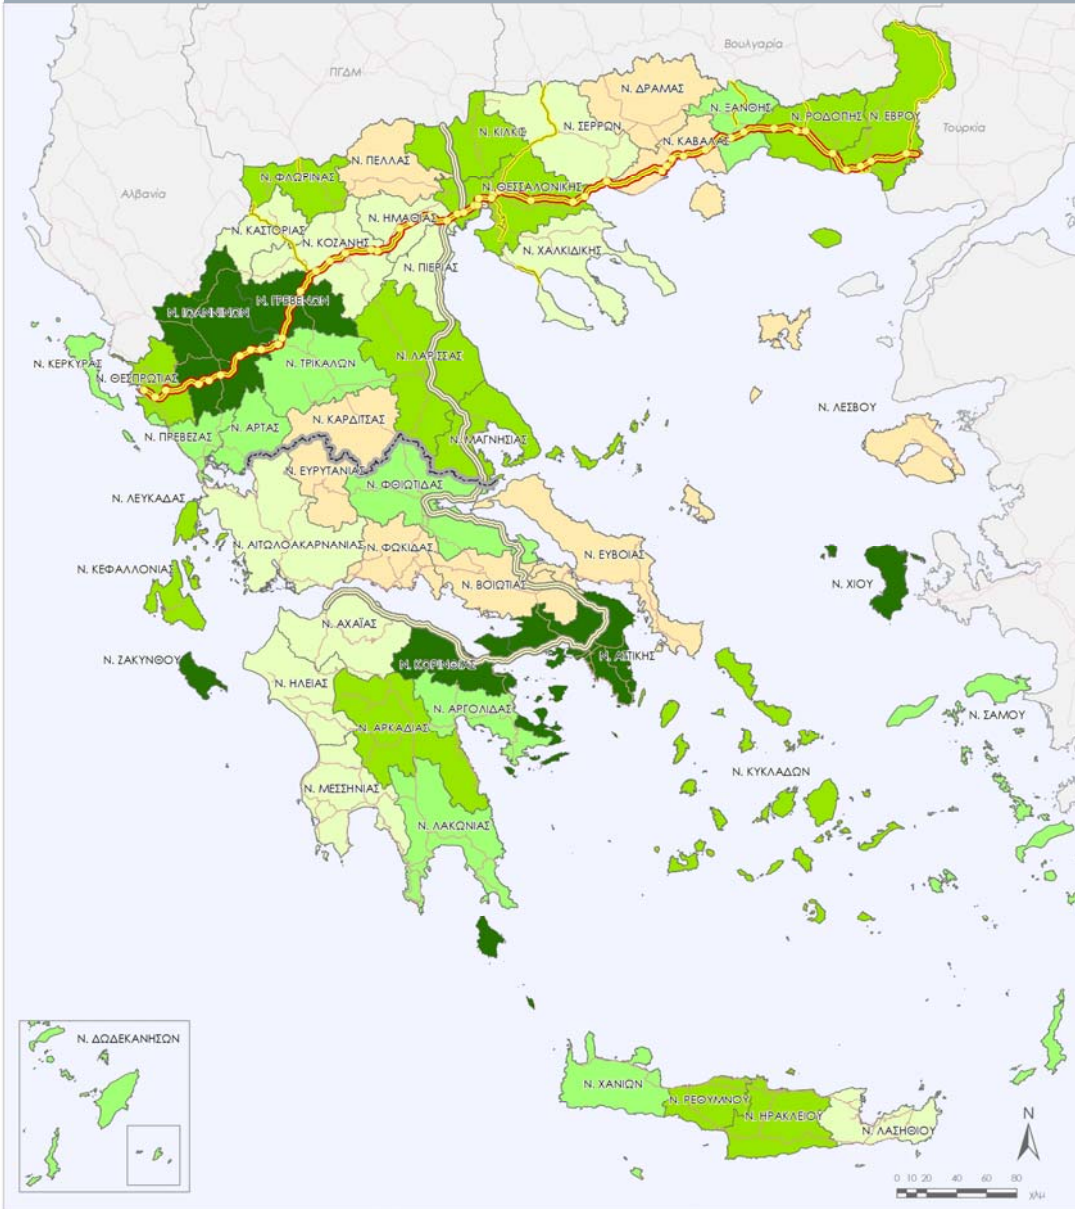 Βουλγαρία
ΠΓΔΜ
Ν. ΔΡΑΜΑΣ
Ν. ΞΑΝΘΗΣ
Ν. ΡΟΔΟΠΗΣ
Ν. ΕΒΡΟΥ
Ν. ΣΕΡΡΩΝ
Τουρκία
Ν. ΚΙΛΚΙΣ
Ν. ΚΑΒΑΛΑΣ
Ν. ΠΕΛΛΑΣ
Ν. ΦΛΩΡΙΝΑΣ
Ν. ΘΕΣΣΑΛΟΝΙΚΗΣ
Αλβανία
Ν. ΗΜΑΘΙΑΣ
Ν. ΚΑΣΤΟΡΙΑΣ
Ν. ΚΟΖΑΝΗΣ
Ν. ΧΑΛΚΙΔΙΚΗΣ
Ν. ΠΙΕΡΙΑΣ
Ν. ΓΡΕΒΕΝΩΝ
Ν. ΙΩΑΝΝΙΝΩΝ
Ν. ΚΕΡΚΥΡΑΣ
Ν. ΤΡΙΚΑΛΩΝ
Ν. ΛΑΡΙΣΣΑΣ
Ν. ΘΕΣΠΡΩΤΙΑΣ
Ν. ΛΕΣΒΟΥ
Ν. ΚΑΡΔΙΤΣΑΣ
Ν. ΑΡΤΑΣ
Ν. ΠΡΕΒΕΖΑΣ
Ν. ΜΑΓΝΗΣΙΑΣ
Ν. ΕΥΡΥΤΑΝΙΑΣ
Ν. ΦΘΙΩΤΙΔΑΣ
Ν. ΛΕΥΚΑΔΑΣ
Ν. ΑΙΤΩΛΟΑΚΑΡΝΑΝΙΑΣ
Ν. ΦΩΚΙΔΑΣ
Ν. ΕΥΒΟΙΑΣ
Ν. ΚΕΦΑΛΛΟΝΙΑΣ
Ν. ΒΟΙΩΤΙΑΣ
Ν. ΧΙΟΥ
Ν. ΑΧΑΪΑΣ
Ν. ΑΤΤΙΚΗΣ
Ν. ΖΑΚΥΝΘΟΥ
Ν. ΚΟΡΙΝΘΙΑΣ
Ν. ΗΛΕΙΑΣ
Ν. ΑΡΓΟΛΙΔΑΣ
Ν. ΣΑΜΟΥ
Ν. ΑΡΚΑΔΙΑΣ
Ν. ΚΥΚΛΑΔΩΝ
Ν. ΜΕΣΣΗΝΙΑΣ
Ν. ΛΑΚΩΝΙΑΣ
Ν. ΔΩΔΕΚΑΝΗΣΩΝ
Ν. ΧΑΝΙΩΝ
Ν. ΡΕΘΥΜΝΟΥ
Ν. ΗΡΑΚΛΕΙΟΥ
Ν. ΛΑΣΗΘΙΟΥ
N
0 10 20 40 60 80
χλμ